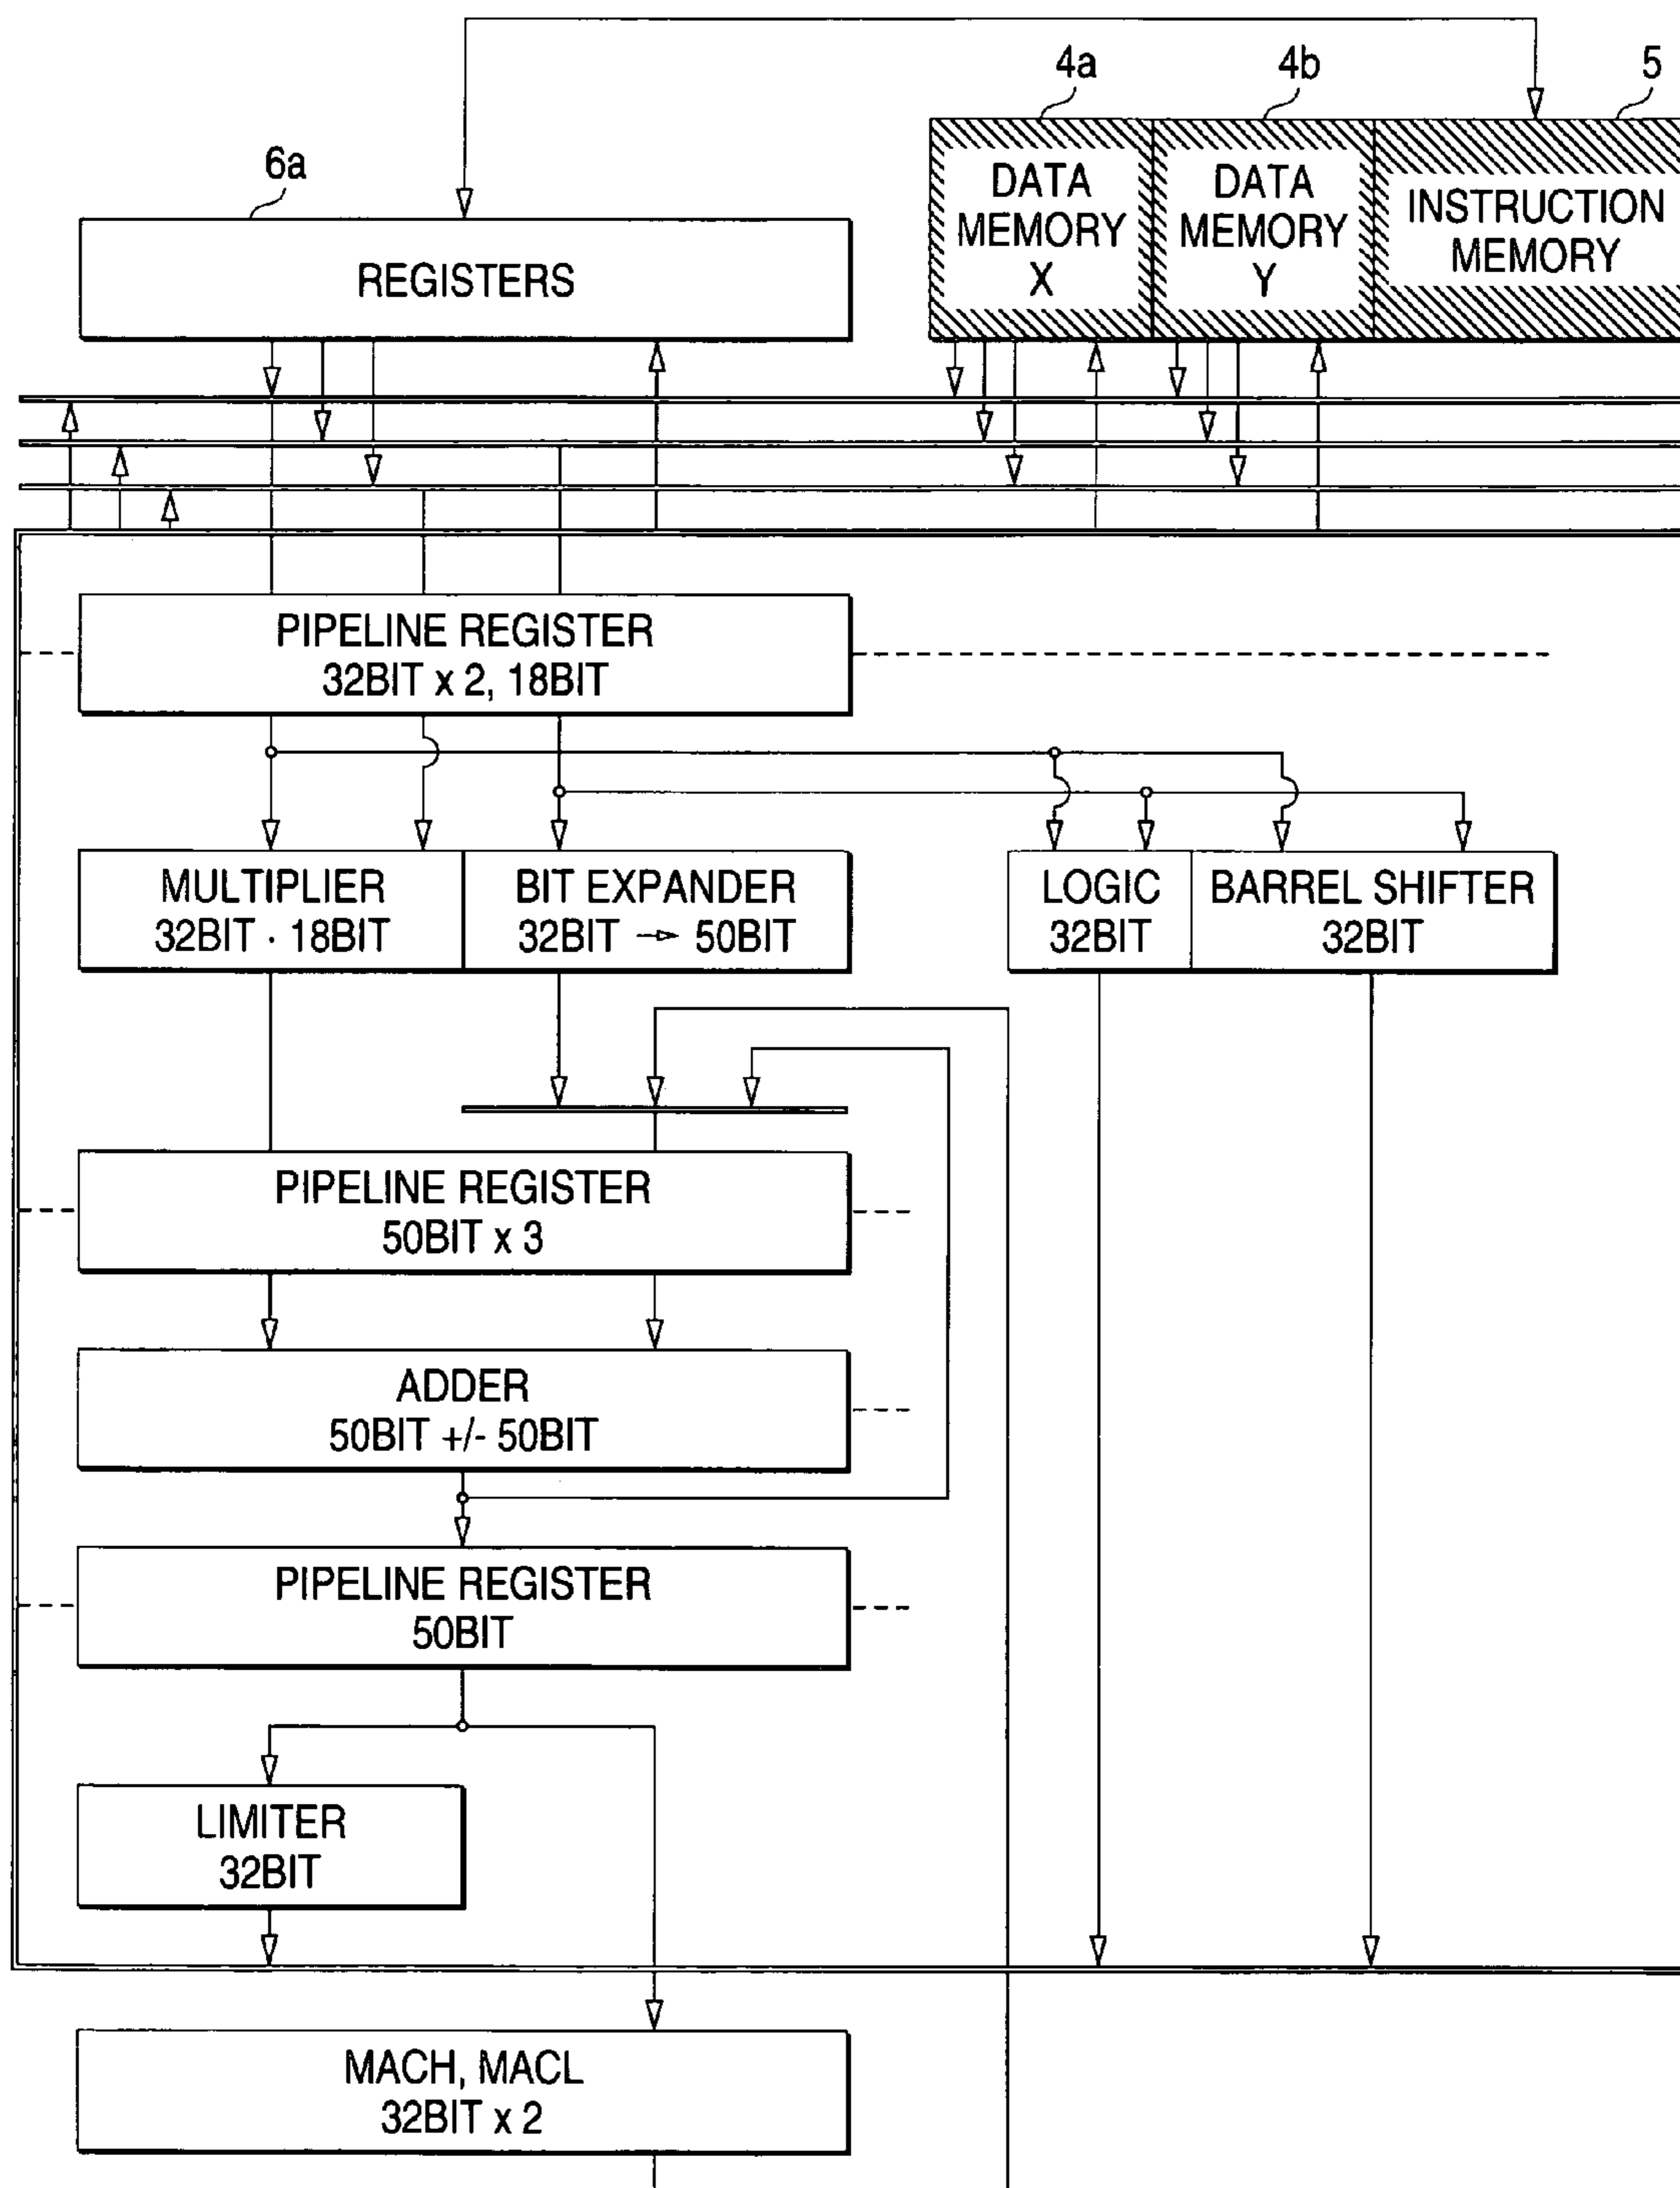 4a
4b
5
6a
DATA
MEMORY
X
DATA
MEMORY
Y
INSTRUCTION
MEMORY
REGISTERS
PIPELINE REGISTER
32BIT x 2, 18BIT
MULTIPLIER
32BIT · 18BIT
BIT EXPANDER
32BIT → 50BIT
LOGIC
32BIT
BARREL SHIFTER
32BIT
PIPELINE REGISTER
50BIT x 3
ADDER
50BIT +/- 50BIT
PIPELINE REGISTER
50BIT
LIMITER
32BIT
MACH, MACL
32BIT x 2